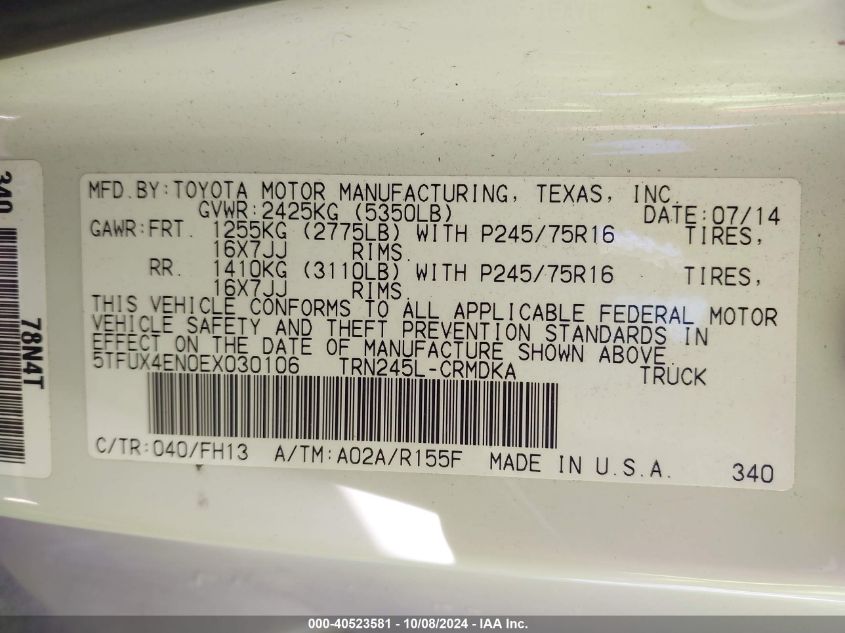 MFD.BY:TOYOTA MOTOR MANUFACTURING, TEXAS, INC.
GVWR:2425KG (5350LB) DATE:07/14
GAWR:FRT. 1255KG (2775LB) WITH P245/75R16 TIRES,
16X7JJ RIMS.
RR. 1410KG (3110LB) WITH P245/75R16 TIRES,
16X7JJ RIMS.
THIS VEHICLE CONFORMS TO ALL APPLICABLE FEDERAL MOTOR
VEHICLE SAFETY AND THEFT PREVENTION STANDARDS IN
EFFECT ON THE DATE OF MANUFACTURE SHOWN ABOVE.
5TFUX4EN0EX030106 TRN245L-CRMDKA TRUCK
C/TR:040/FH13 A/TM:A02A/R155F MADE IN U.S.A. 340
340
78N4T
000-40523581 - 10/08/2024 - IAA Inc.